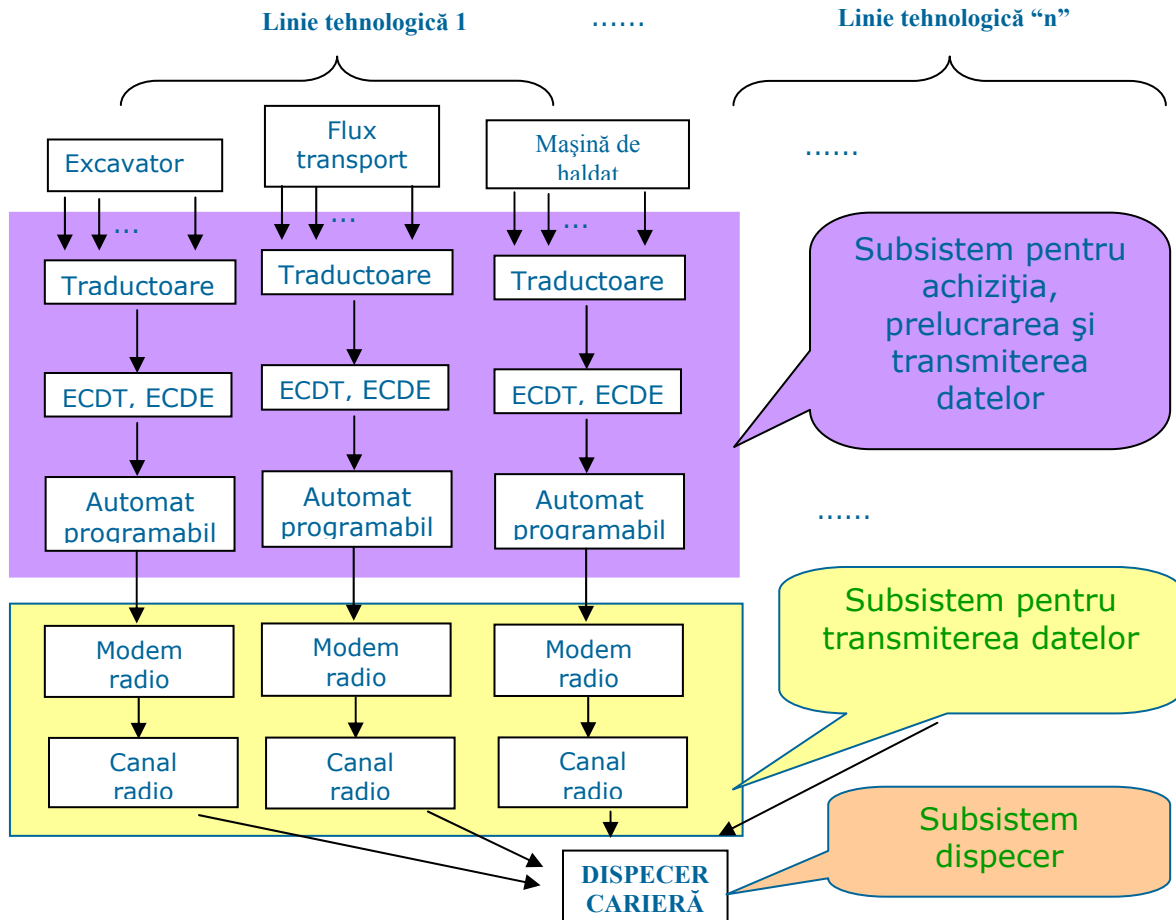 Linie tehnologică 1
......
Linie tehnologică “n”
Excavator
Flux
transport
Maşină de
haldat
......
...
...
...
Traductoare
Traductoare
Traductoare
Subsistem pentru
achiziţia,
prelucrarea şi
transmiterea
datelor
ECDT, ECDE
ECDT, ECDE
ECDT, ECDE
Automat
programabil
Automat
programabil
Automat
programabil
......
Modem
radio
Modem
radio
Modem
radio
Subsistem pentru
transmiterea datelor
Canal
radio
Canal
radio
Canal
radio
Subsistem
dispecer
DISPECER
CARIERĂ